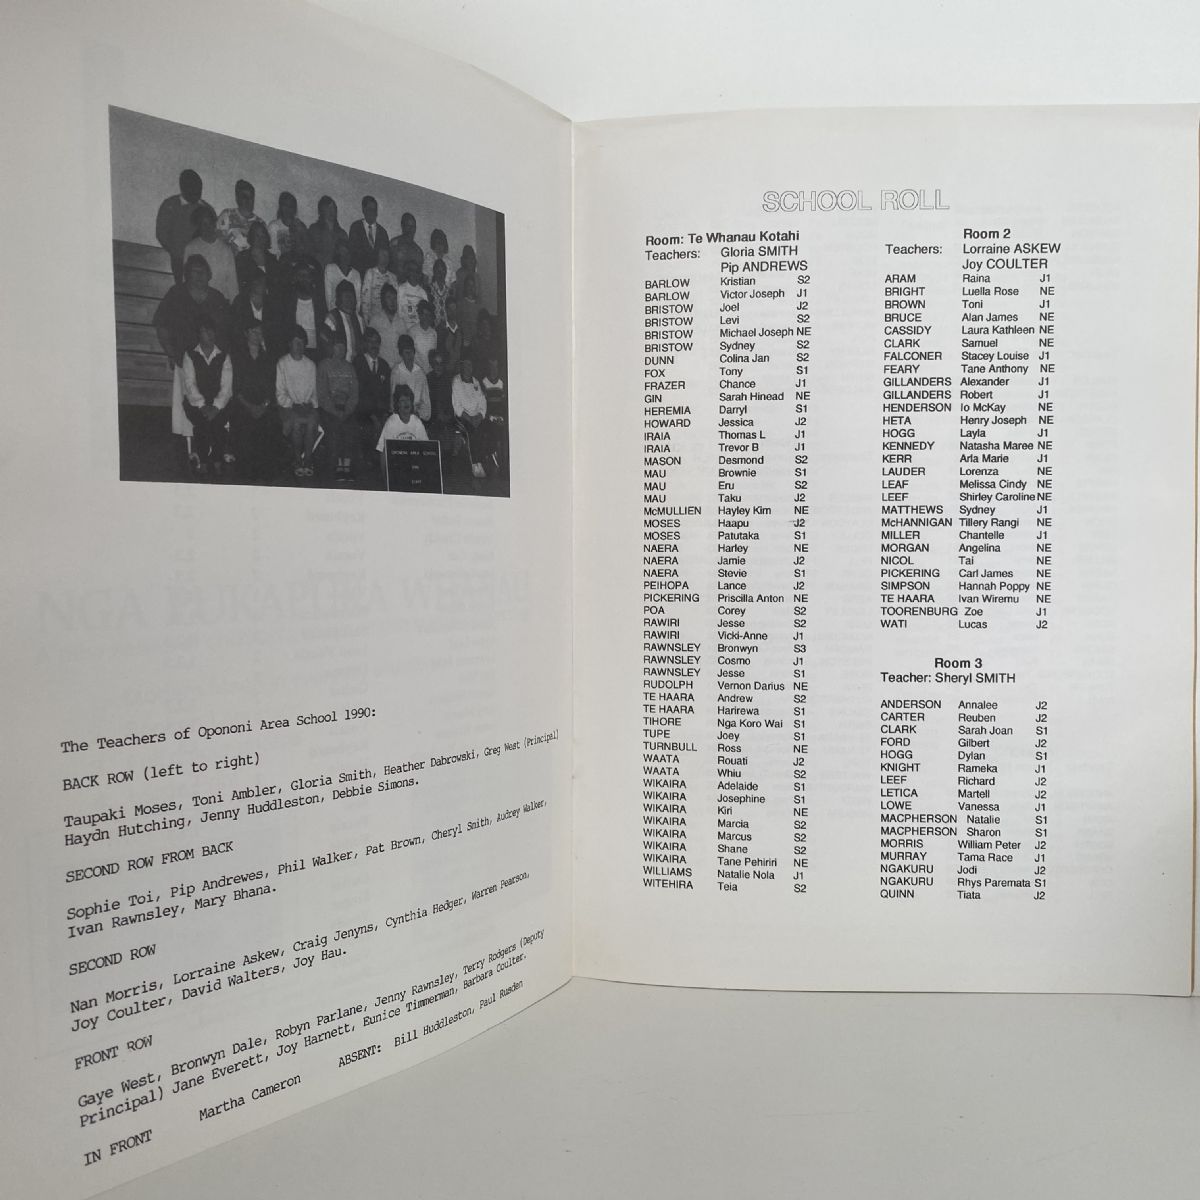 OPONONI AREA SCHOOL
The Teachers of Opononi Area School 1990:
BACK ROW (left to right)
Taupaki Moses, Toni Ambler, Gloria Smith, Heather Dabrowski, Greg West (Principal)
Haydn Hutching, Jenny Huddleston, Debbie Simons.
SECOND ROW FROM BACK
Sophie Toi, Pip Andrewes, Phil Walker, Pat Brown, Cheryl Smith, Audrey Walker,
Ivan Rawnsley, Mary Bhana.
SECOND ROW
Nan Morris, Lorraine Askew, Craig Jenyns, Cynthia Hedger, Warren Pearson,
Joy Coulter, David Walters, Joy Hau.
FRONT ROW
Gaye West, Bronwyn Dale, Robyn Parlane, Jenny Rawnsley, Terry Rodgers (Deputy
Principal) Jane Everett, Joy Harnett, Eunice Timmerman, Barbara Coulter.
IN FRONT Martha Cameron ABSENT: Bill Huddleston, Paul Rusden
SCHOOL ROLL
Room: Te Whanau Kotahi
Teachers: Gloria SMITH
Pip ANDREWS
BARLOW Kristian S2
BARLOW Victor Joseph J1
BRISTOW Joel J2
BRISTOW Levi S2
BRISTOW Michael Joseph NE
BRISTOW Sydney S2
DUNN Colina Jan S2
FOX Tony S1
FRAZER Chance J1
GIN Sarah Hinead NE
HEREMIA Darryl S1
HOWARD Jessica J2
IRAIA Thomas L J1
IRAIA Trevor B J1
MASON Desmond S2
MAU Brownie S1
MAU Eru S2
MAU Taku J2
McMULLIEN Hayley Kim NE
MOSES Haapu J2
MOSES Patutaka S1
NAERA Harley NE
NAERA Jamie J2
NAERA Stevie S1
PEIHOPA Lance J2
PICKERING Priscilla Anton NE
POA Corey S2
RAWIRI Jesse S2
RAWIRI Vicki-Anne J1
RAWNSLEY Bronwyn S3
RAWNSLEY Cosmo J1
RAWNSLEY Jesse S1
RUDOLPH Vernon Darius NE
TE HAARA Andrew S2
TE HAARA Harirewa S1
TIHORE Nga Koro Wai S1
TUPE Joey S1
TURNBULL Ross NE
WAATA Rouati J2
WAATA Whiu S2
WIKAIRA Adelaide S1
WIKAIRA Josephine S1
WIKAIRA Kiri NE
WIKAIRA Marcia S2
WIKAIRA Marcus S2
WIKAIRA Shane S2
WIKAIRA Tane Pehiriri NE
WILLIAMS Natalie Nola J1
WITEHIRA Teia S2
Room 2
Teachers: Lorraine ASKEW
Joy COULTER
ARAM Raina J1
BRIGHT Luella Rose NE
BROWN Toni J1
BRUCE Alan James NE
CASSIDY Laura Kathleen NE
CLARK Samuel NE
FALCONER Stacey Louise J1
FEARY Tane Anthony NE
GILLANDERS Alexander J1
GILLANDERS Robert J1
HENDERSON Io McKay NE
HETA Henry Joseph NE
HOGG Layla J1
KENNEDY Natasha Maree NE
KERR Arla Marie J1
LAUDER Lorenza NE
LEAF Melissa Cindy NE
LEEF Shirley Caroline NE
MATTHEWS Sydney J1
McHANNIGAN Tillery Rangi NE
MILLER Chantelle J1
MORGAN Angelina NE
NICOL Tai NE
PICKERING Carl James NE
SIMPSON Hannah Poppy NE
TE HAARA Ivan Wiremu NE
TOORENBURG Zoe J1
WATI Lucas J2
Room 3
Teacher: Sheryl SMITH
ANDERSON Annalee J2
CARTER Reuben J2
CLARK Sarah Joan S1
FORD Gilbert J2
HOGG Dylan S1
KNIGHT Rameka J1
LEEF Richard J2
LETICA Martell J2
LOWE Vanessa J1
MACPHERSON Natalie S1
MACPHERSON Sharon S1
MORRIS William Peter J2
MURRAY Tama Race J1
NGAKURU Jodi J2
NGAKURU Rhys Paremata S1
QUINN Tiata J2